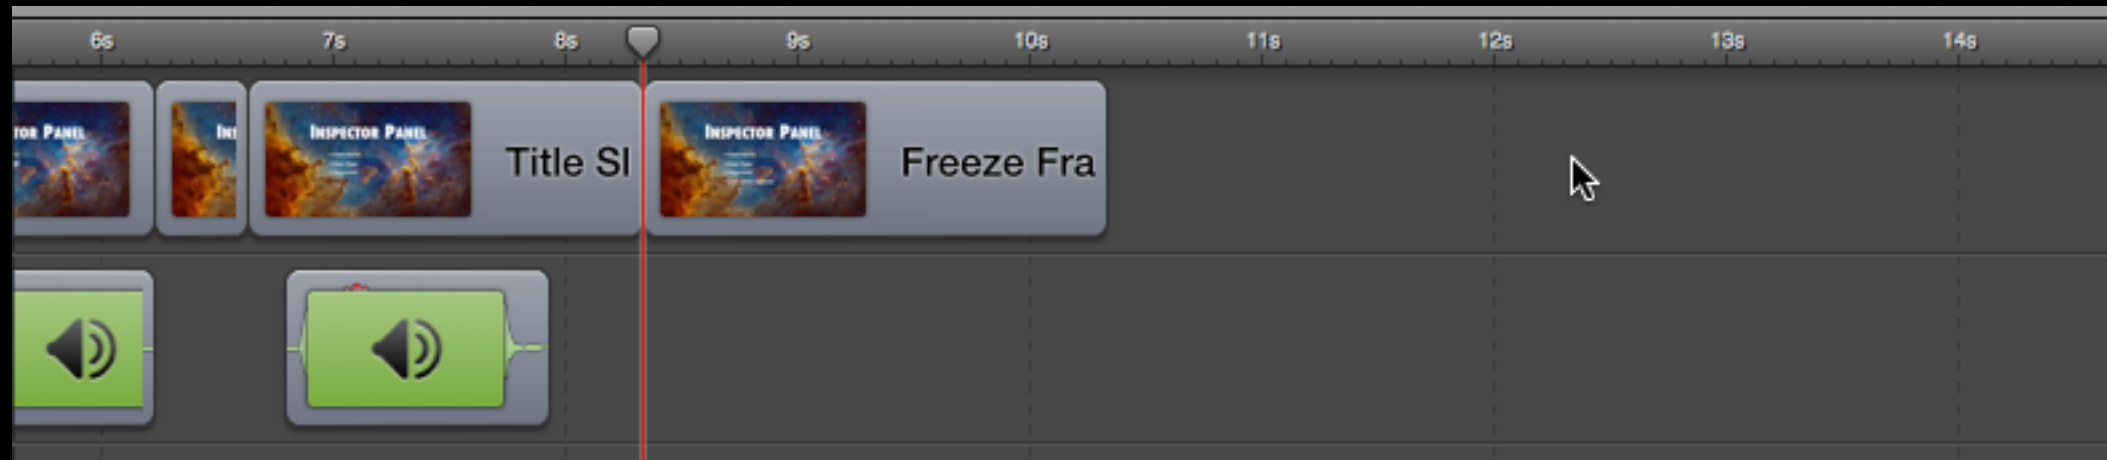 6s 7s 8s 9s 10s 11s 12s 13s 14s
TOR PANEL
INS
INSPECTOR PANEL
Title Sl
INSPECTOR PANEL
Freeze Fra